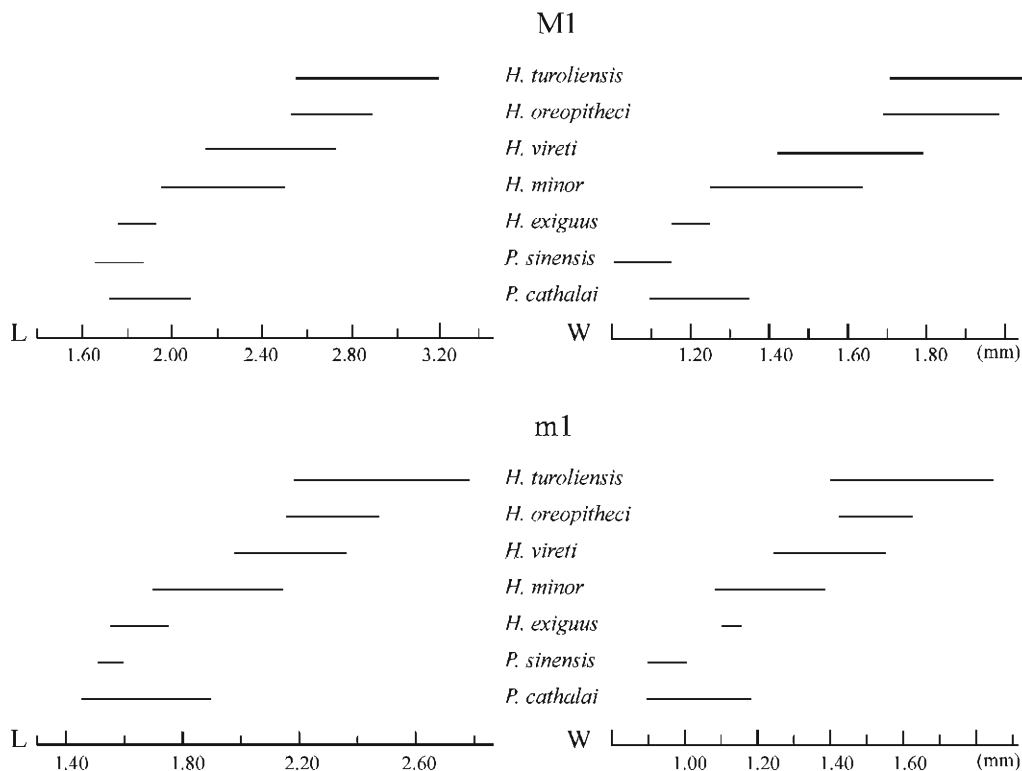 M1
H. turoliensis
H. oreopitheci
H. vireti
H. minor
H. exiguus
P. sinensis
P. cathalai
L 1.60 2.00 2.40 2.80 3.20
W 1.20 1.40 1.60 1.80 (mm)
m1
H. turoliensis
H. oreopitheci
H. vireti
H. minor
H. exiguus
P. sinensis
P. cathalai
L 1.40 1.80 2.20 2.60
W 1.00 1.20 1.40 1.60 (mm)